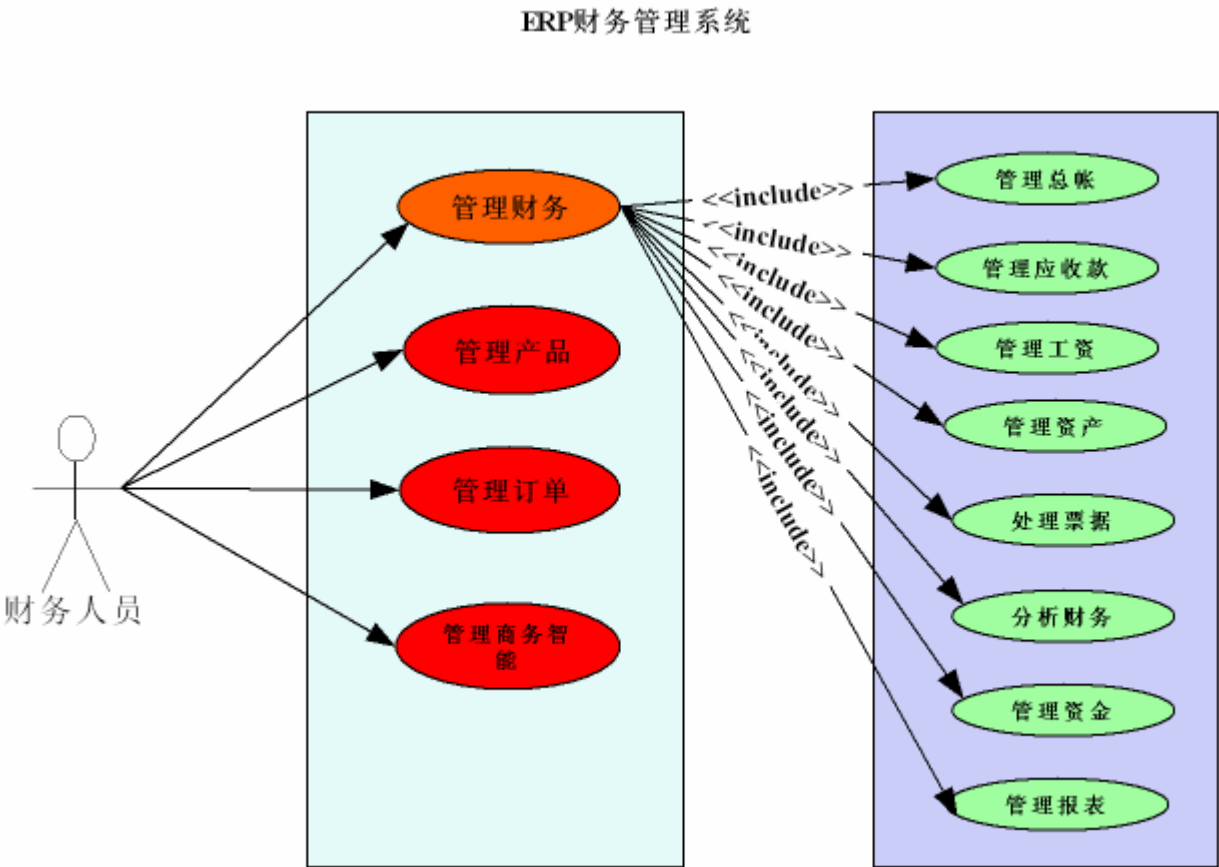 ERP财务管理系统
管理财务
管理产品
管理订单
管理商务智
能
财务人员
<<include>>
<<include>>
<<include>>
<<include>>
<<include>>
<<include>>
<<include>>
<<include>>
管理总帐
管理应收款
管理工资
管理资产
处理票据
分析财务
管理资金
管理报表